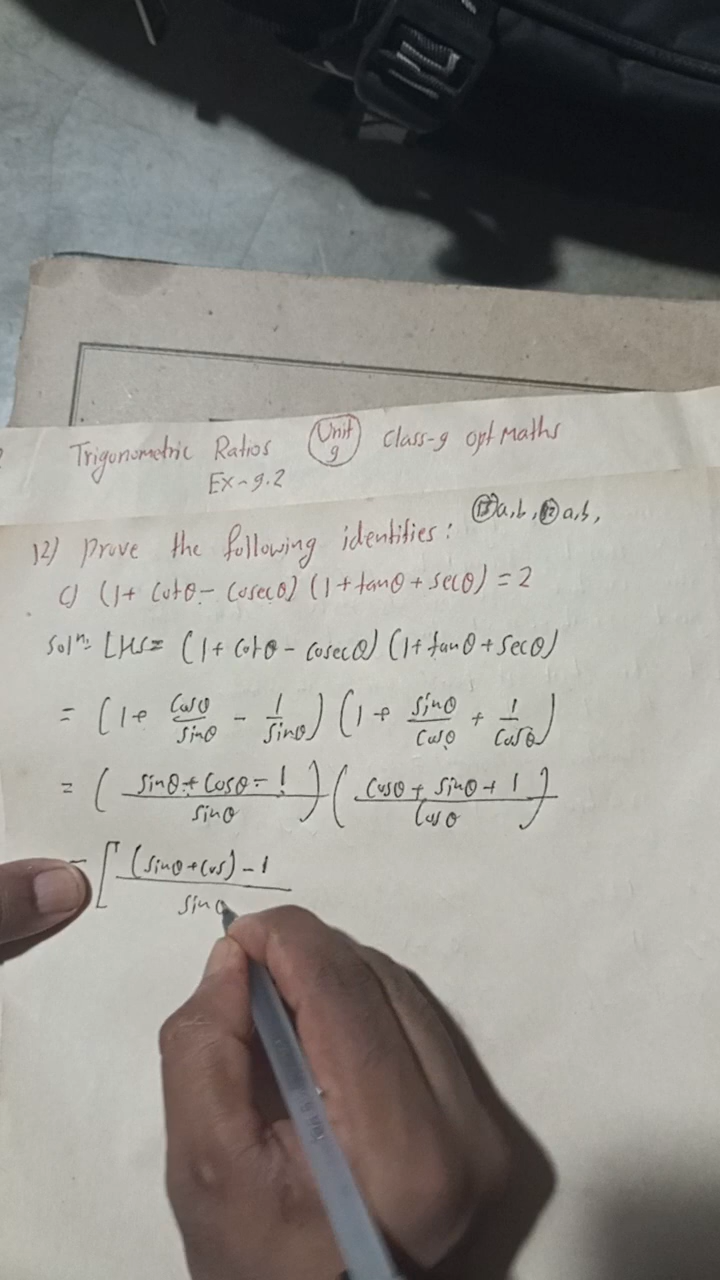 Trigonometric Ratios Unit 9 Class-9 opt Maths
Ex-9.2
a,b, a,b,
12) prove the following identities:
c) (1+ cotθ - cosecθ) (1+tanθ+secθ) = 2
Solⁿ: LHS= (1+cotθ - cosecθ) (1+tanθ+secθ)
= (1+ cosθ/sinθ - 1/sinθ) (1+ sinθ/cosθ + 1/cosθ)
= (sinθ+cosθ-1/sinθ) (cosθ+sinθ+1/cosθ)
= [(sinθ+cos)-1/sinθ